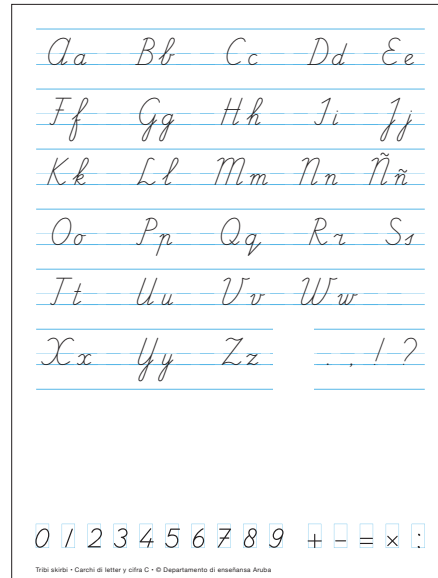 Aa Bb Cc Dd Ee
Ff Gg Hh Ii Jj
Kk Ll Mm Nn Ññ
Oo Pp Qq Rr Ss
Tt Uu Vv Ww
Xx Yy Zz . , ! ?
0 1 2 3 4 5 6 7 8 9 + - = × :
Tribi skirbi • Carchi di letter y cifra C • © Departamento di enseñansa Aruba